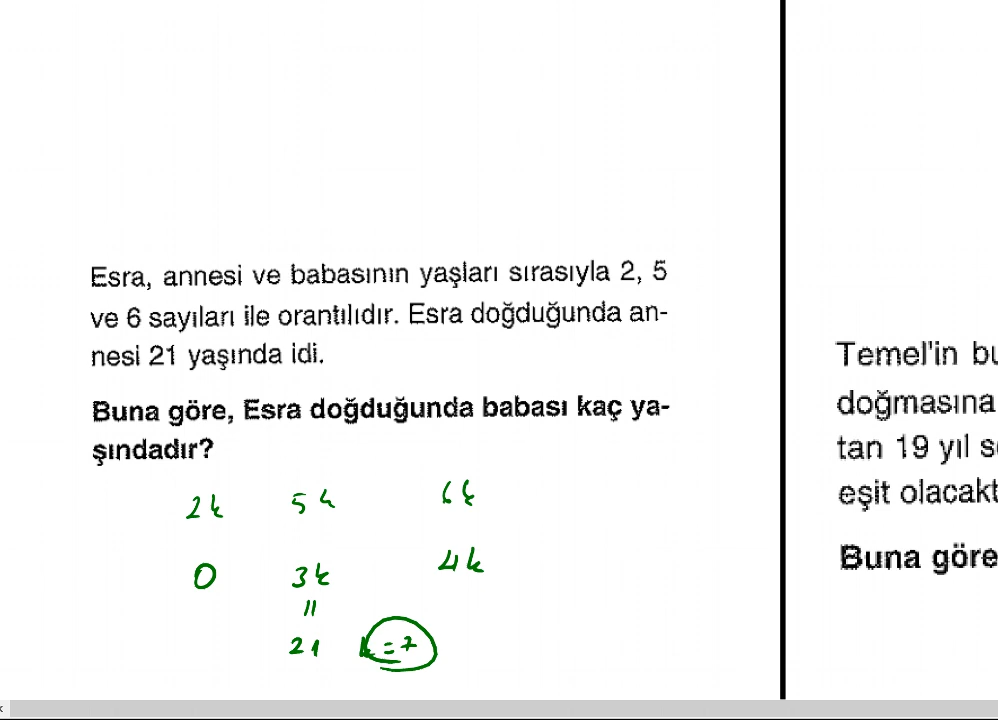 Esra, annesi ve babasının yaşları sırasıyla 2, 5
ve 6 sayıları ile orantılıdır. Esra doğduğunda an-
nesi 21 yaşında idi.
Buna göre, Esra doğduğunda babası kaç ya-
şındadır?
2k 5k 6k
0 3k 4k
=
21 k=7
Temel'in
doğmasına
tan 19 yıl
eşit
Buna göre